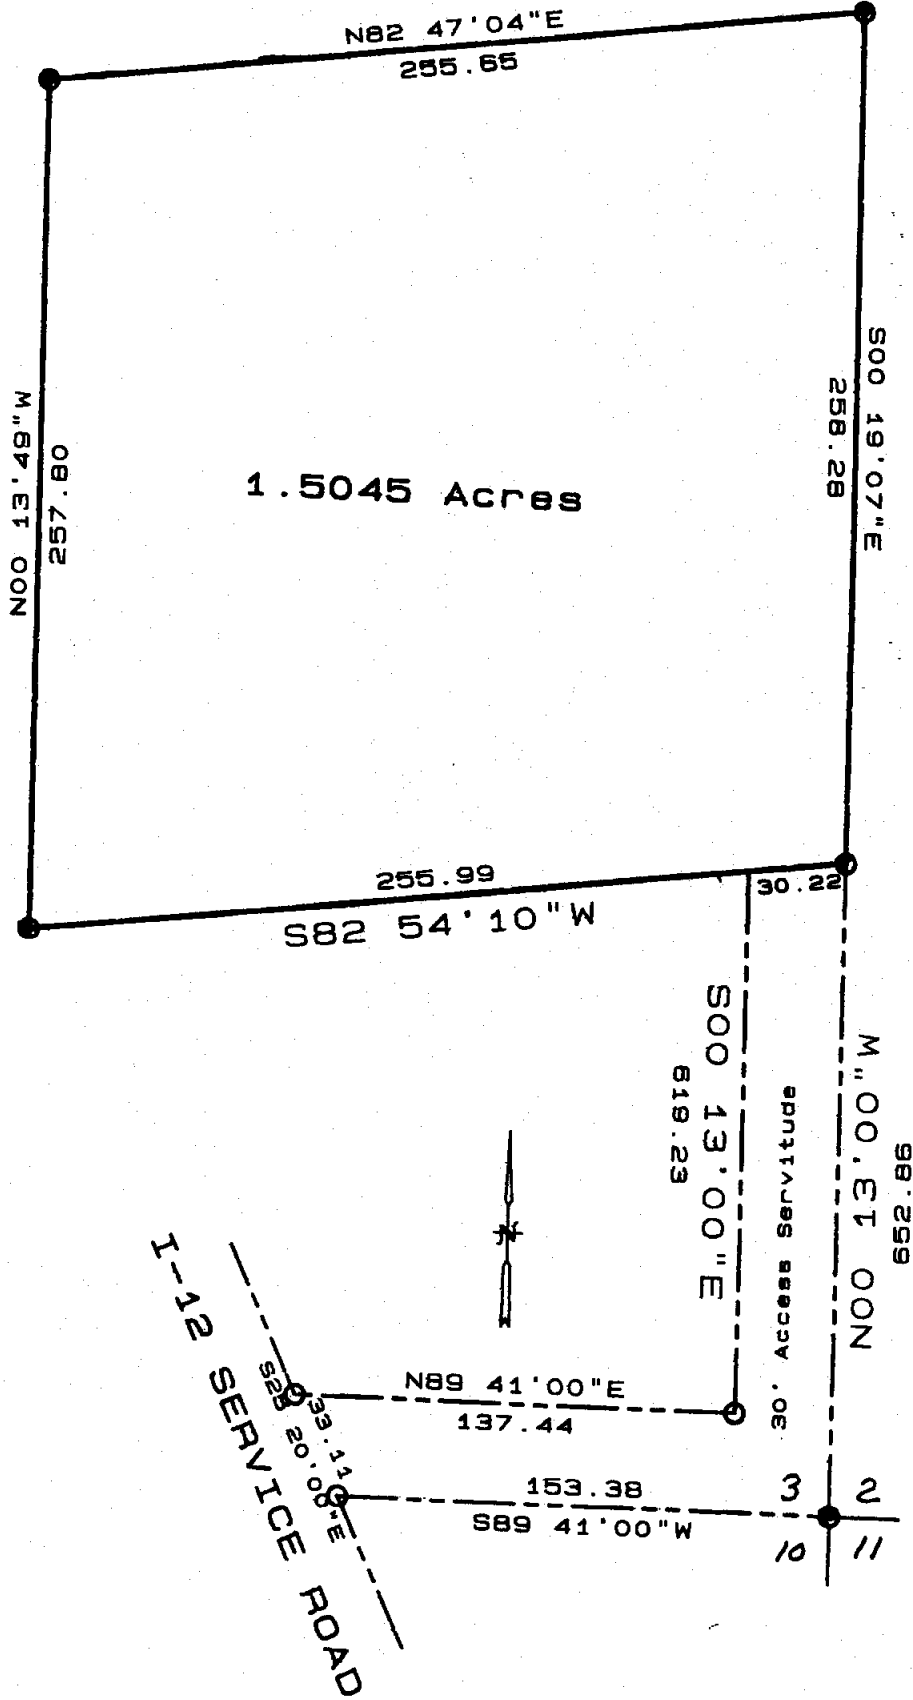 N82 47'04"E
255.65
S00 19'07"E
258.28
N00 13'49"W
257.80
1.5045 Acres
255.99
30.22
S82 54'10"W
S00 13'00"E
619.23
30' Access Servitude
N00 13'00"W
652.86
N
I-12 SERVICE ROAD
S25 20'00"E
33.11
N89 41'00"E
137.44
153.38
S89 41'00"W
3 2
10 11